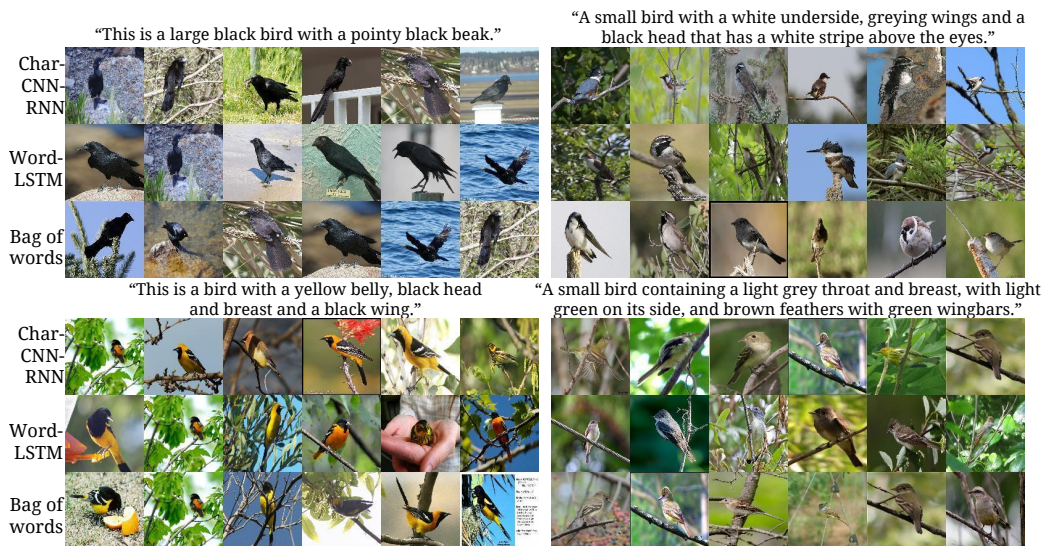 “This is a large black bird with a pointy black beak.”
Char-
CNN-
RNN
Word-
LSTM
Bag of
words
“A small bird with a white underside, greying wings and a
black head that has a white stripe above the eyes.”
“This is a bird with a yellow belly, black head
and breast and a black wing.”
Char-
CNN-
RNN
Word-
LSTM
Bag of
words
“A small bird containing a light grey throat and breast, with light
green on its side, and brown feathers with green wingbars.”